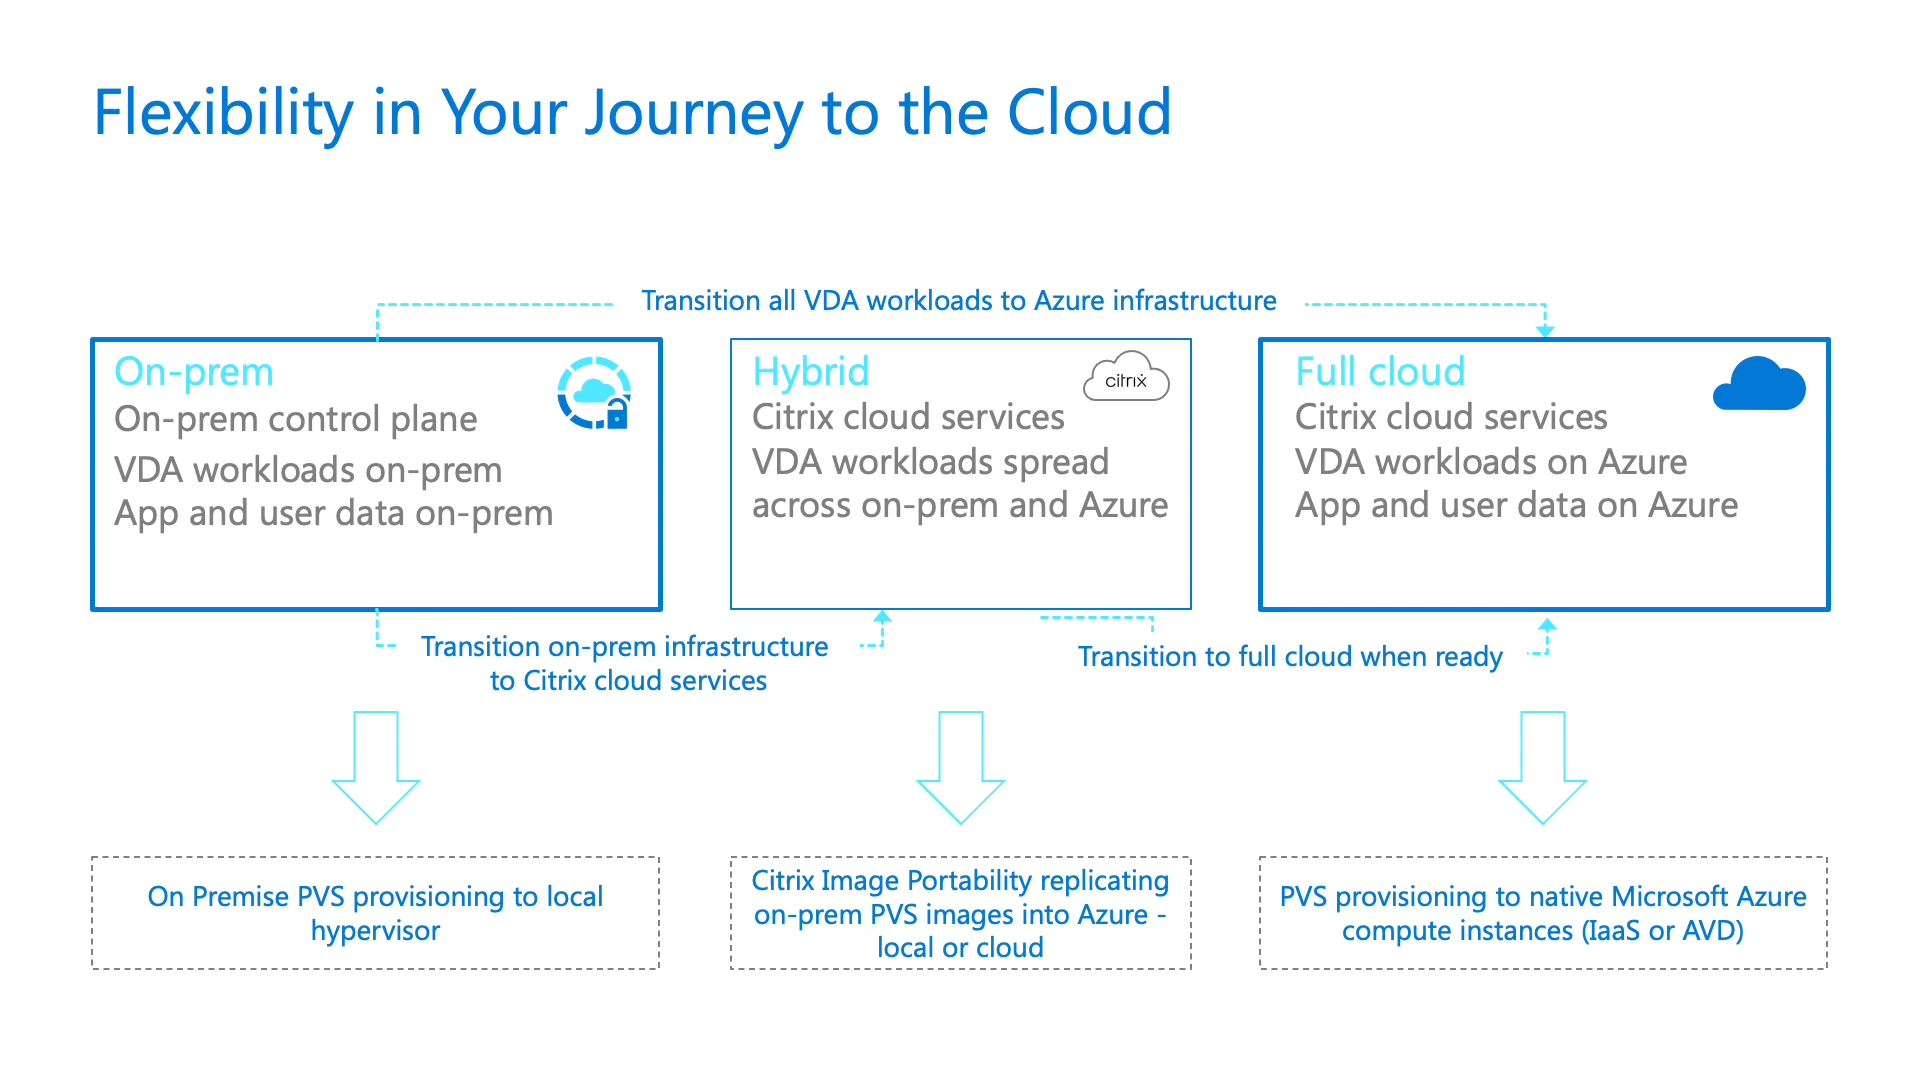 Flexibility in Your Journey to the Cloud
Transition all VDA workloads to Azure infrastructure
On-prem
On-prem control plane
VDA workloads on-prem
App and user data on-prem
Hybrid
citrix
Citrix cloud services
VDA workloads spread
across on-prem and Azure
Full cloud
Citrix cloud services
VDA workloads on Azure
App and user data on Azure
Transition on-prem infrastructure
to Citrix cloud services
Transition to full cloud when ready
On Premise PVS provisioning to local
hypervisor
Citrix Image Portability replicating
on-prem PVS images into Azure -
local or cloud
PVS provisioning to native Microsoft Azure
compute instances (IaaS or AVD)